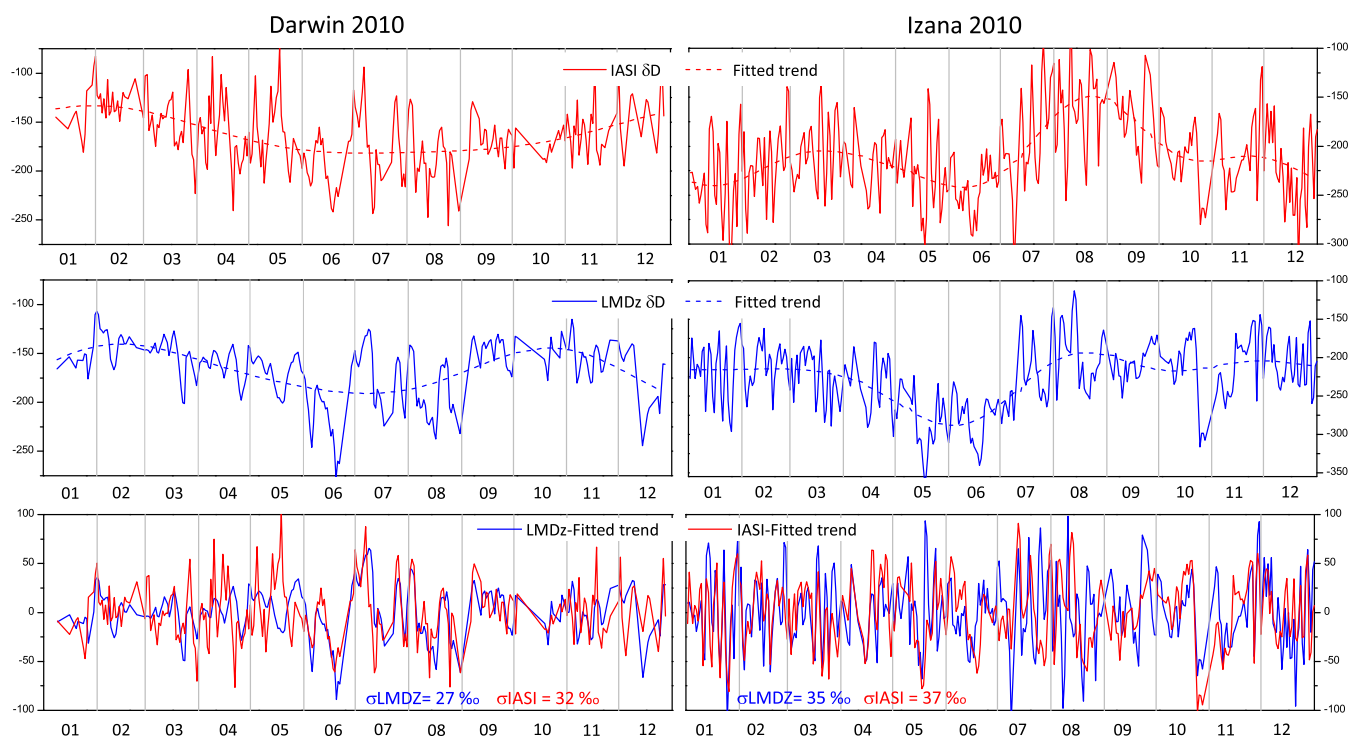 Darwin 2010 Izana 2010
IASI δD Fitted trend
-100
-150
-200
-250
-100
-150
-200
-250
-300
01 02 03 04 05 06 07 08 09 10 11 12
01 02 03 04 05 06 07 08 09 10 11 12
LMDz δD Fitted trend
-100
-150
-200
-250
-100
-150
-200
-250
-300
-350
01 02 03 04 05 06 07 08 09 10 11 12
01 02 03 04 05 06 07 08 09 10 11 12
LMDz-Fitted trend IASI-Fitted trend
100
50
0
-50
-100
100
50
0
-50
-100
σLMDZ= 27 ‰ σIASI = 32 ‰
σLMDZ= 35 ‰ σIASI = 37 ‰
01 02 03 04 05 06 07 08 09 10 11 12
01 02 03 04 05 06 07 08 09 10 11 12